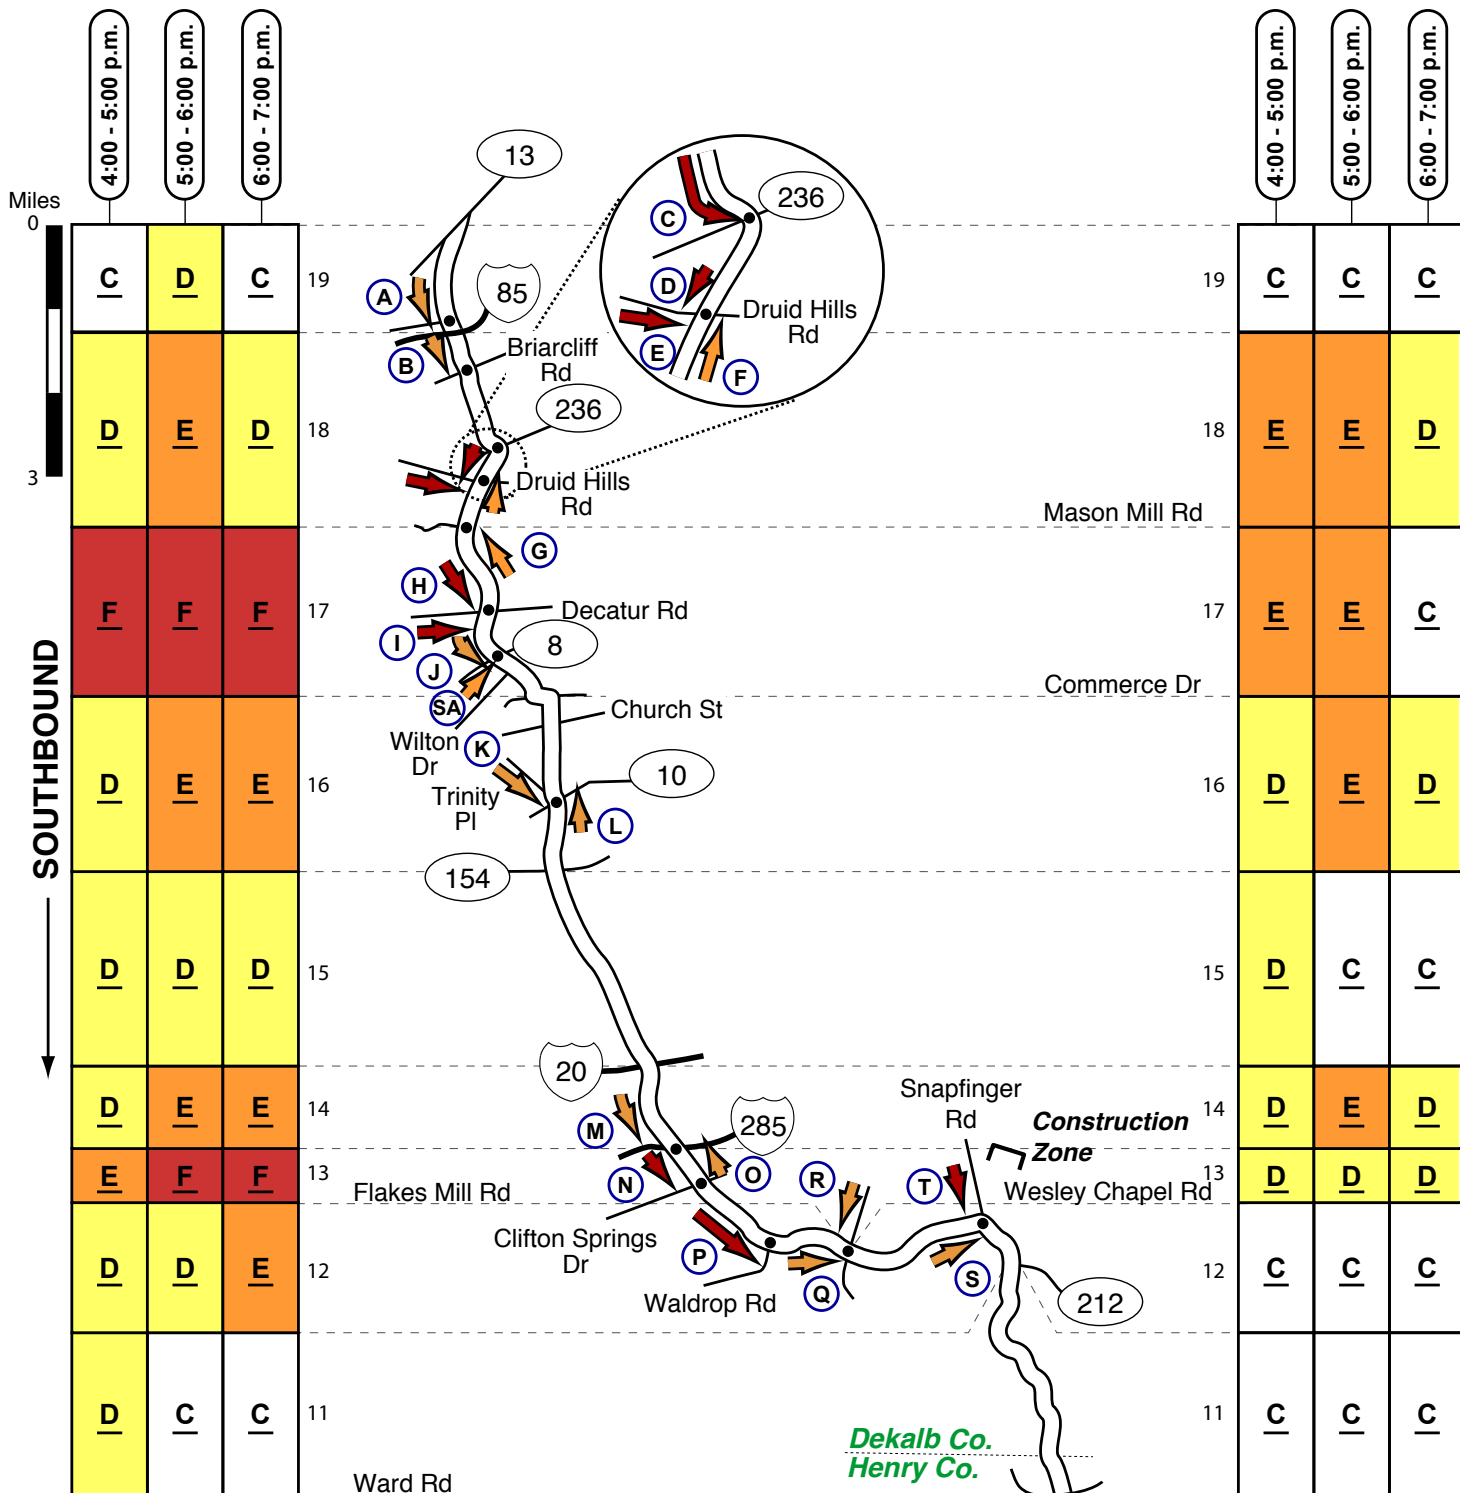 4:00 - 5:00 p.m.
5:00 - 6:00 p.m.
6:00 - 7:00 p.m.
4:00 - 5:00 p.m.
5:00 - 6:00 p.m.
6:00 - 7:00 p.m.
Miles
0
3
SOUTHBOUND
C D C 19
D E D 18
F F F 17
D E E 16
D D D 15
D E E 14
E F F 13
D D E 12
D C C 11
13
A
85
B
Briarcliff
Rd
236
Druid Hills
Rd
C
236
D
Druid Hills
Rd
E
F
G
H
Decatur Rd
I
8
J
SA
Church St
Wilton
Dr
K
10
Trinity
Pl
L
154
20
M
285
Snapfinger
Rd
Construction
Zone
N
O
R
T
Flakes Mill Rd
Wesley Chapel Rd
Clifton Springs
Dr
P
Q
S
Waldrop Rd
212
Dekalb Co.
Henry Co.
Ward Rd
Mason Mill Rd
Commerce Dr
19 C C C
18 E E D
17 E E C
16 D E D
15 D C C
14 D E D
13 D D D
12 C C C
11 C C C